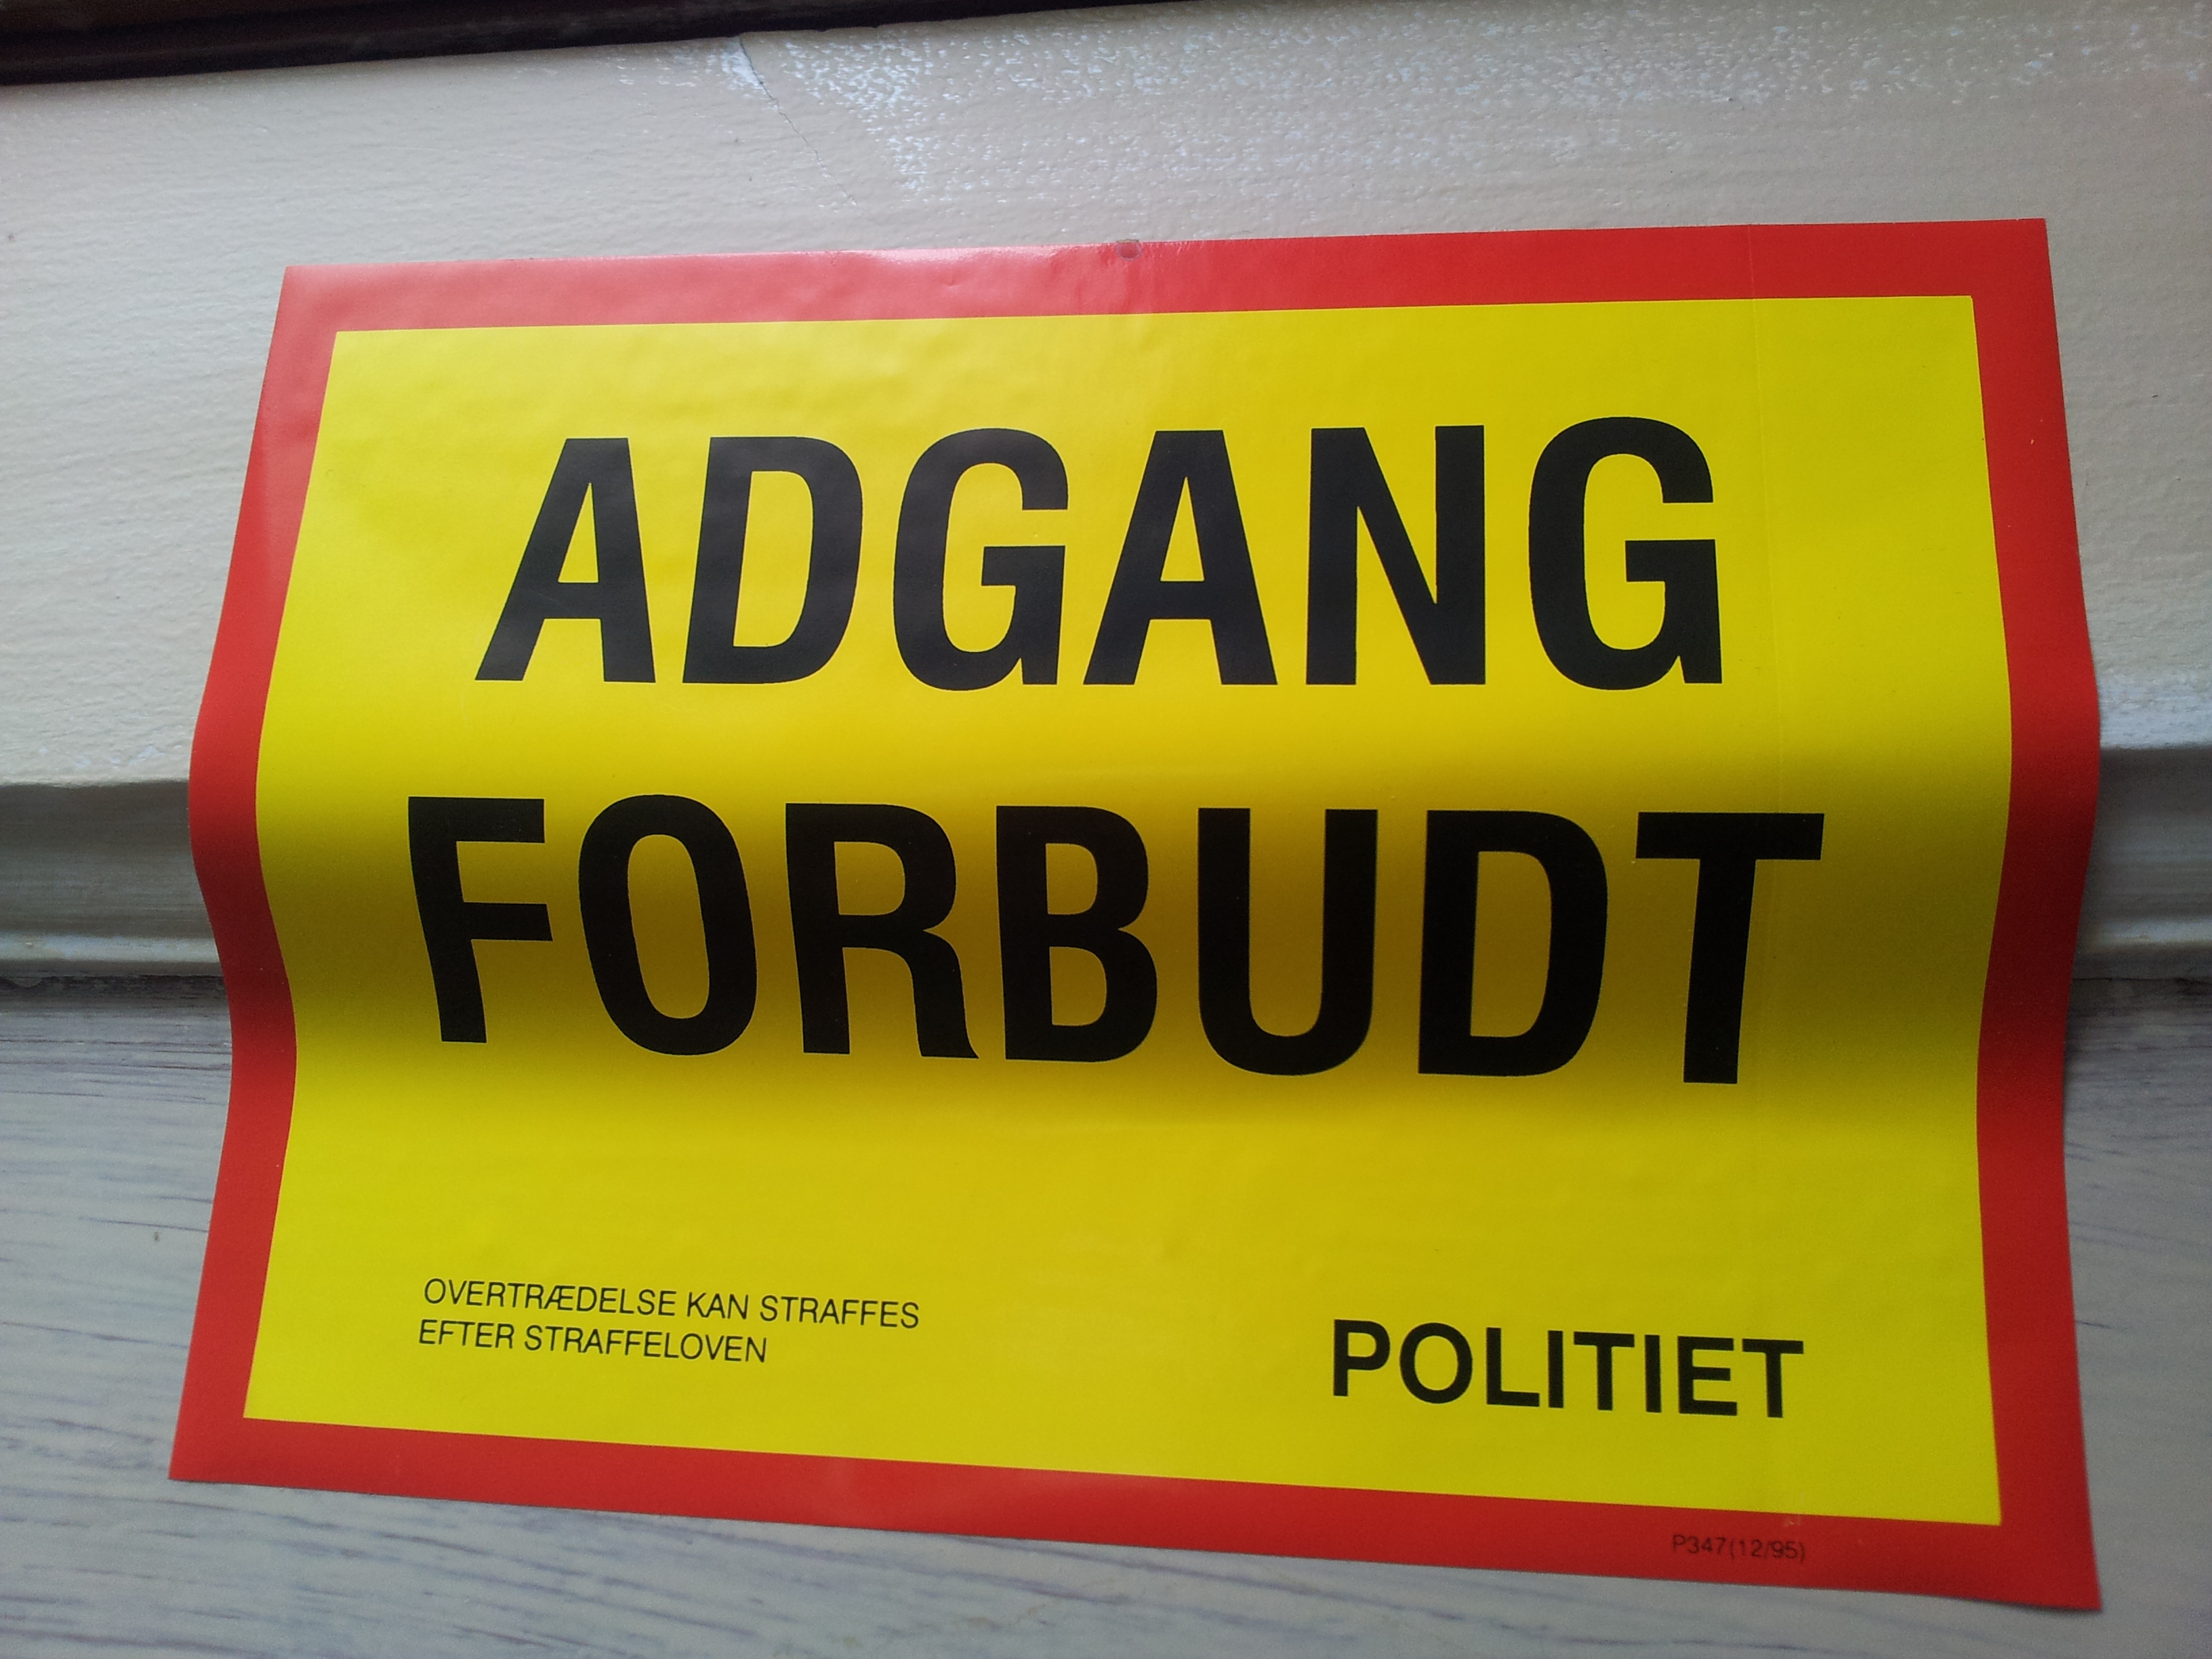 ADGANG
FORBUDT
OVERTRÆDELSE KAN STRAFFES
EFTER STRAFFELOVEN
POLITIET
P347(12/95)